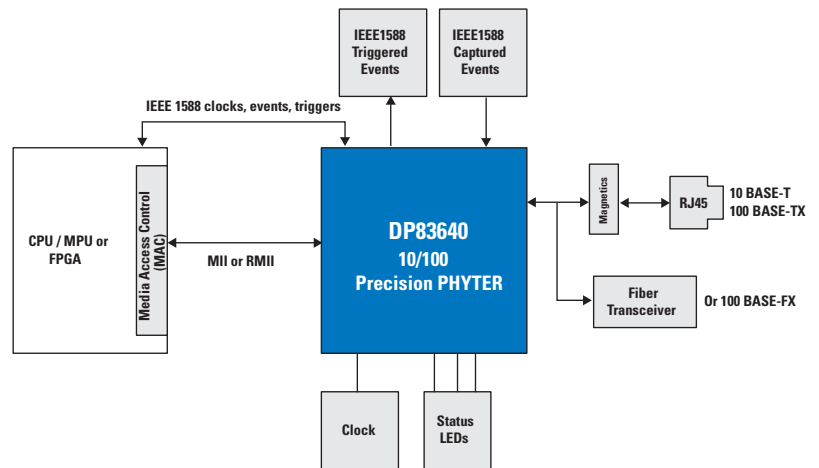 IEEE1588
Triggered
Events
IEEE1588
Captured
Events
IEEE 1588 clocks, events, triggers
CPU / MPU or
FPGA
Media Access Control
(MAC)
MII or RMII
DP83640
10/100
Precision PHYTER
Magnetics
RJ45
10 BASE-T
100 BASE-TX
Fiber
Transceiver
Or 100 BASE-FX
Clock
Status
LEDs